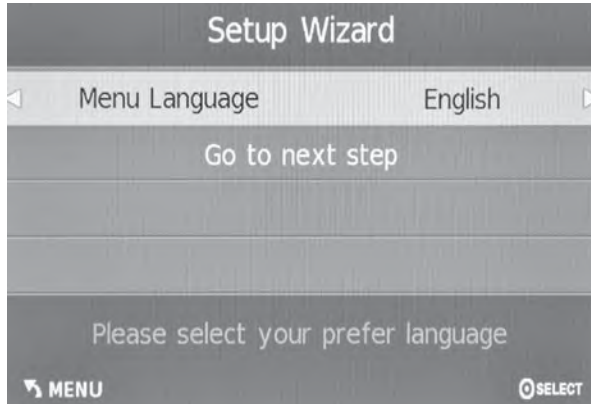 Setup Wizard
Menu Language English
Go to next step
Please select your prefer language
MENU SELECT